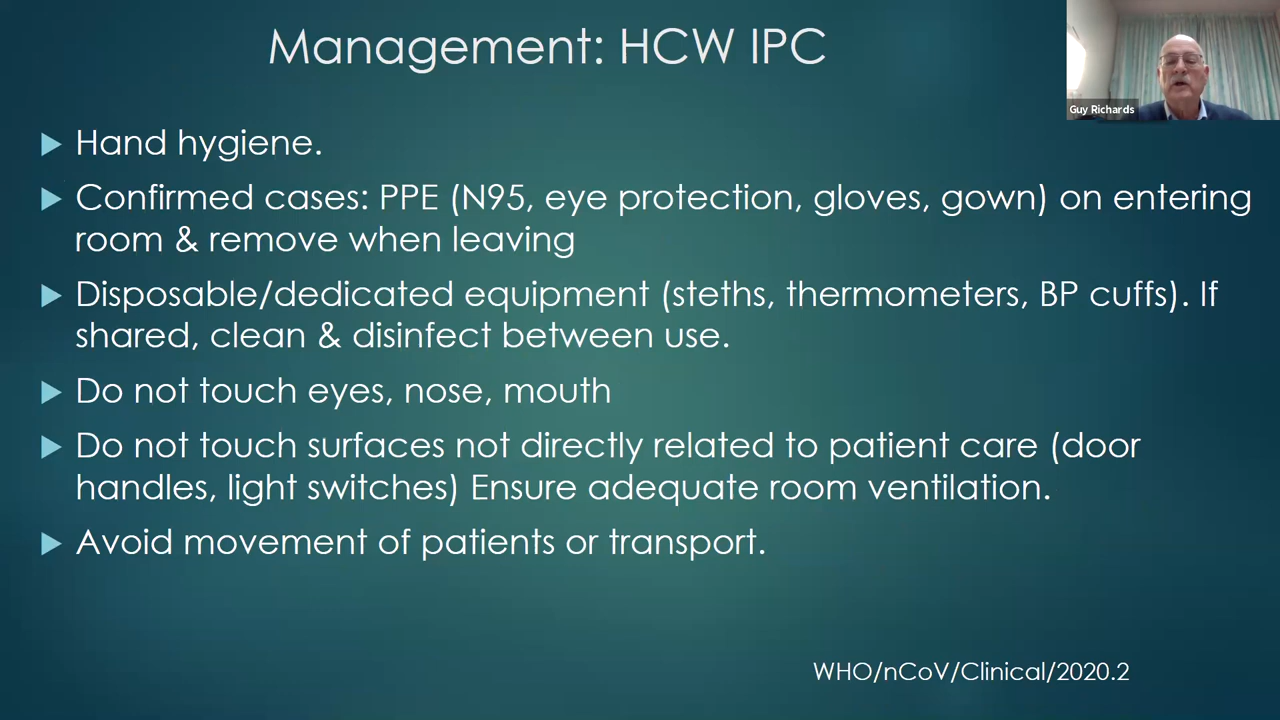 Management: HCW IPC
Guy Richards
Hand hygiene.
Confirmed cases: PPE (N95, eye protection, gloves, gown) on entering
room & remove when leaving
Disposable/dedicated equipment (steths, thermometers, BP cuffs). If
shared, clean & disinfect between use.
Do not touch eyes, nose, mouth
Do not touch surfaces not directly related to patient care (door
handles, light switches) Ensure adequate room ventilation.
Avoid movement of patients or transport.
WHO/nCoV/Clinical/2020.2